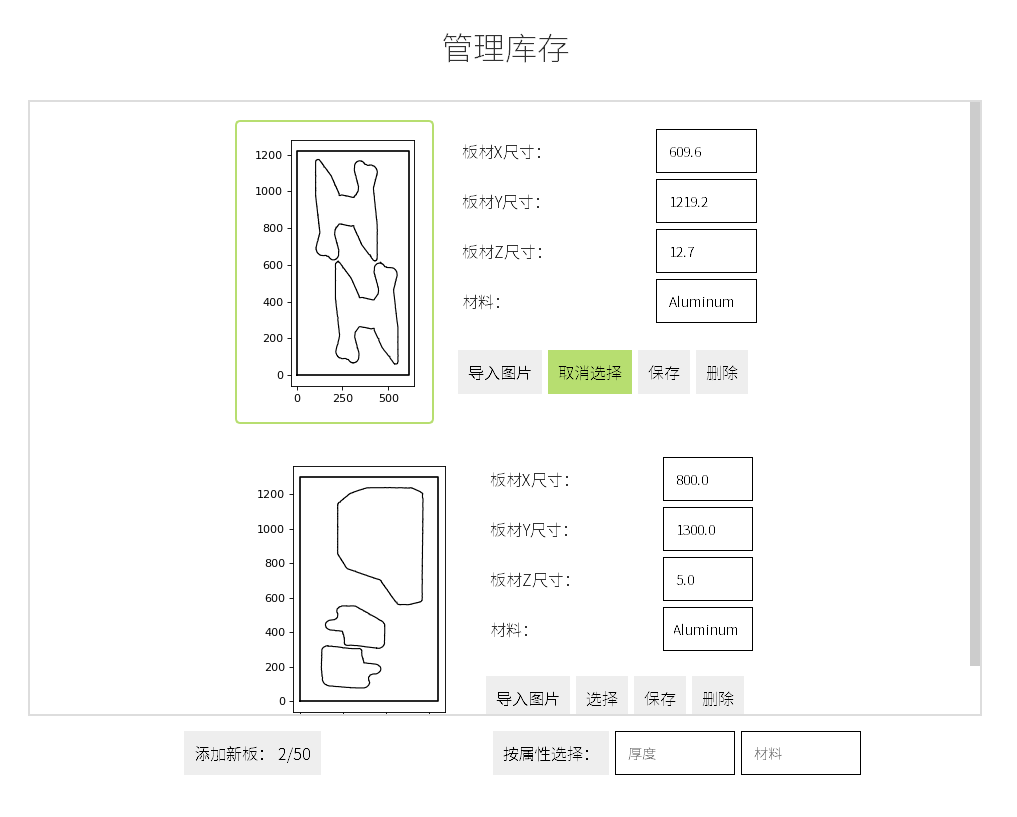 管理库存
1200
1000
800
600
400
200
0
0 250 500
板材X尺寸： 609.6
板材Y尺寸： 1219.2
板材Z尺寸： 12.7
材料： Aluminum
导入图片 取消选择 保存 删除
1200
1000
800
600
400
200
0
板材X尺寸： 800.0
板材Y尺寸： 1300.0
板材Z尺寸： 5.0
材料： Aluminum
导入图片 选择 保存 删除
添加新板： 2/50 按属性选择： 厚度 材料